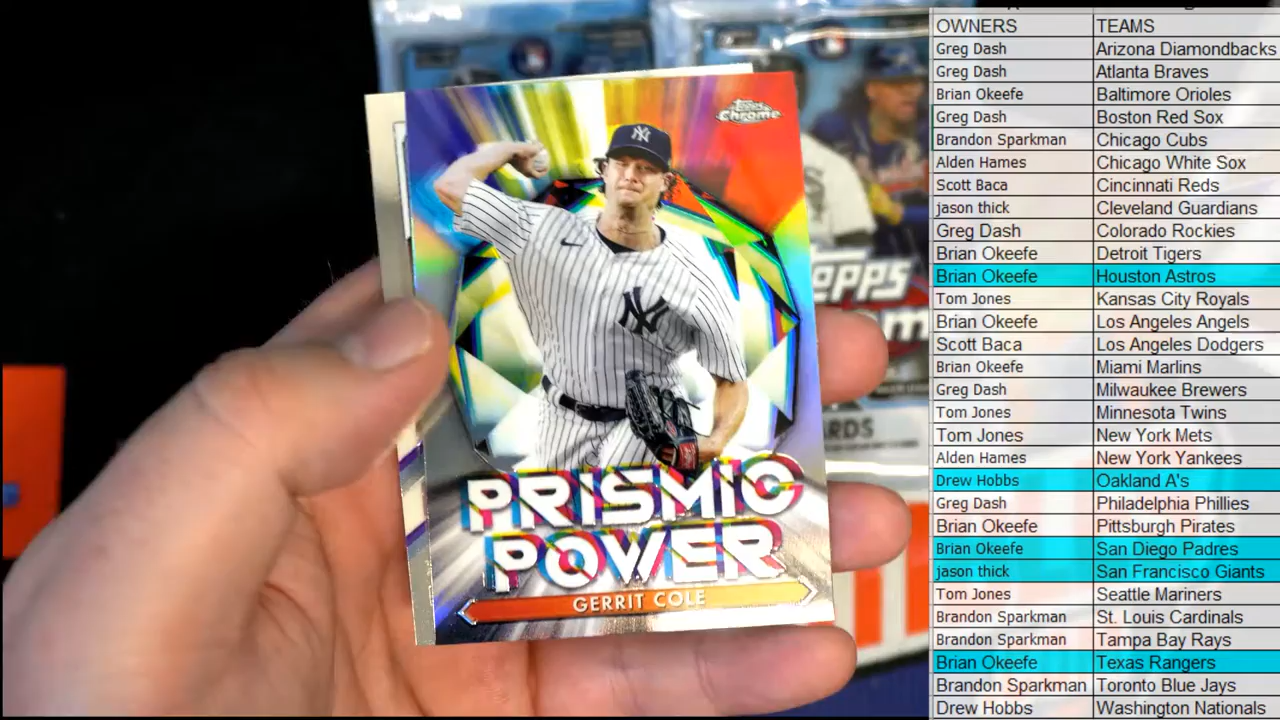 Topps
Chrome
NY
NY
PRISMIC
POWER
GERRIT COLE
OWNERS TEAMS
Greg Dash Arizona Diamondbacks
Greg Dash Atlanta Braves
Brian Okeefe Baltimore Orioles
Greg Dash Boston Red Sox
Brandon Sparkman Chicago Cubs
Alden Hames Chicago White Sox
Scott Baca Cincinnati Reds
jason thick Cleveland Guardians
Greg Dash Colorado Rockies
Brian Okeefe Detroit Tigers
Brian Okeefe Houston Astros
Tom Jones Kansas City Royals
Brian Okeefe Los Angeles Angels
Scott Baca Los Angeles Dodgers
Brian Okeefe Miami Marlins
Greg Dash Milwaukee Brewers
Tom Jones Minnesota Twins
Tom Jones New York Mets
Alden Hames New York Yankees
Drew Hobbs Oakland A's
Greg Dash Philadelphia Phillies
Brian Okeefe Pittsburgh Pirates
Brian Okeefe San Diego Padres
jason thick San Francisco Giants
Tom Jones Seattle Mariners
Brandon Sparkman St. Louis Cardinals
Brandon Sparkman Tampa Bay Rays
Brian Okeefe Texas Rangers
Brandon Sparkman Toronto Blue Jays
Drew Hobbs Washington Nationals